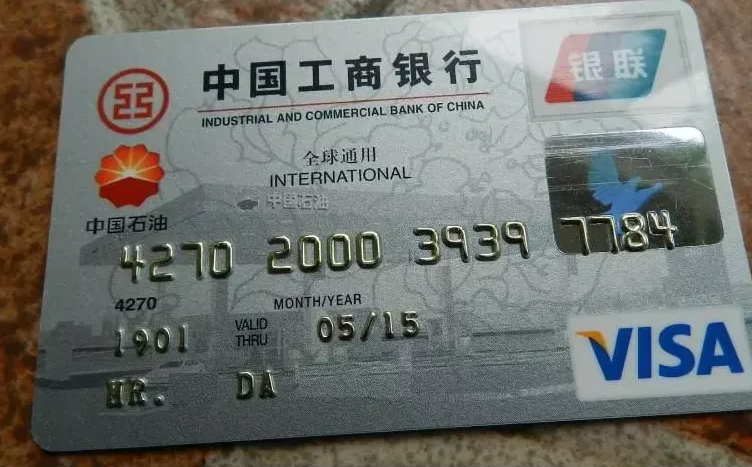 中国工商银行
INDUSTRIAL AND COMMERCIAL BANK OF CHINA
银联
全球通用
INTERNATIONAL
中国石油
中国石油
4270 2000 3939 7784
4270
MONTH/YEAR
1901 VALID THRU 05/15
MR. DA
VISA